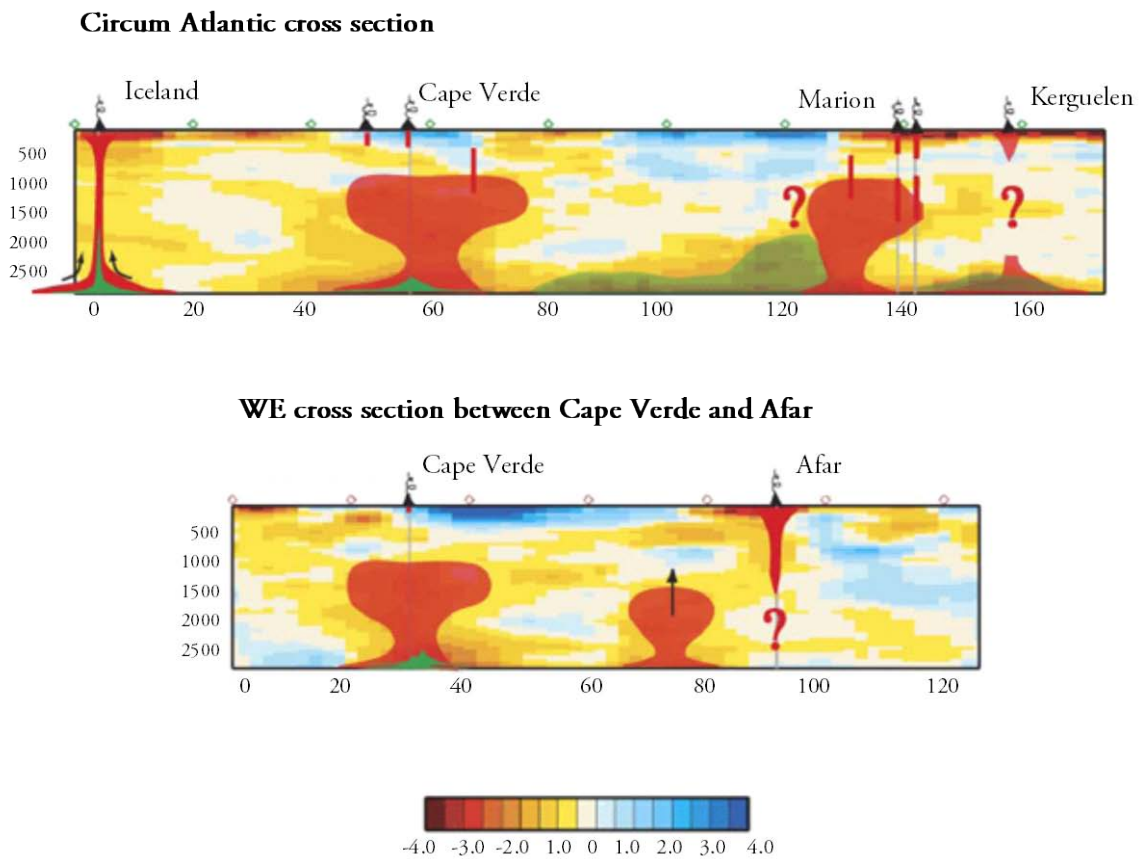 Circum Atlantic cross section
Iceland
Cape Verde
Marion
Kerguelen
500
1000
1500
2000
2500
?
?
0 20 40 60 80 100 120 140 160
WE cross section between Cape Verde and Afar
Cape Verde
Afar
500
1000
1500
2000
2500
?
0 20 40 60 80 100 120
-4.0 -3.0 -2.0 1.0 0 1.0 2.0 3.0 4.0